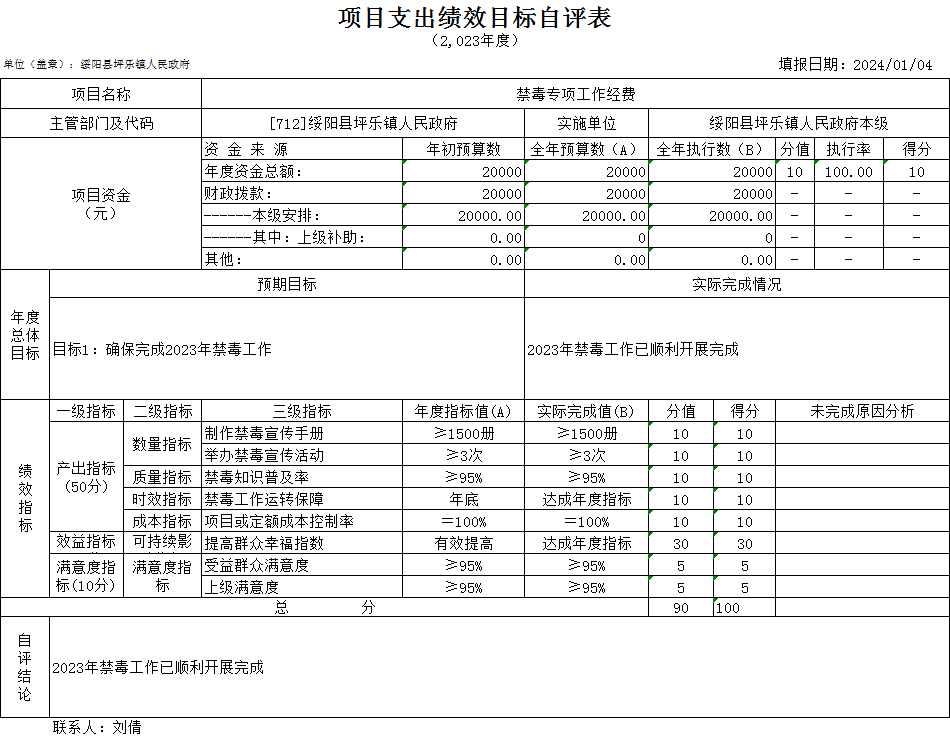 项目支出绩效目标自评表
（2,023年度）
单位（盖章）：绥阳县坪乐镇人民政府 填报日期：2024/01/04
项目名称 禁毒专项工作经费
主管部门及代码 [712]绥阳县坪乐镇人民政府 实施单位 绥阳县坪乐镇人民政府本级
项目资金
（元）
资 金 来 源 年初预算数 全年预算数（A） 全年执行数（B） 分值 执行率 得分
年度资金总额： 20000 20000 20000 10 100.00 10
财政拨款： 20000 20000 20000 － － －
------本级安排： 20000.00 20000.00 20000.00 － － －
------其中：上级补助： 0.00 0 0 － － －
其他： 0.00 0.00 0.00 － － －
年度
总体
目标
预期目标 实际完成情况
目标1：确保完成2023年禁毒工作 2023年禁毒工作已顺利开展完成
绩
效
指
标
一级指标 二级指标 三级指标 年度指标值(A) 实际完成值(B) 分值 得分 未完成原因分析
产出指标
(50分)
数量指标
制作禁毒宣传手册 ≥1500册 ≥1500册 10 10
举办禁毒宣传活动 ≥3次 ≥3次 10 10
质量指标 禁毒知识普及率 ≥95% ≥95% 10 10
时效指标 禁毒工作运转保障 年底 达成年度指标 10 10
成本指标 项目或定额成本控制率 ＝100% ＝100% 10 10
效益指标 可持续影 提高群众幸福指数 有效提高 达成年度指标 30 30
满意度指
标(10分)
满意度指
标
受益群众满意度 ≥95% ≥95% 5 5
上级满意度 ≥95% ≥95% 5 5
总 分 90 100
自
评
结
论
2023年禁毒工作已顺利开展完成
联系人：刘倩